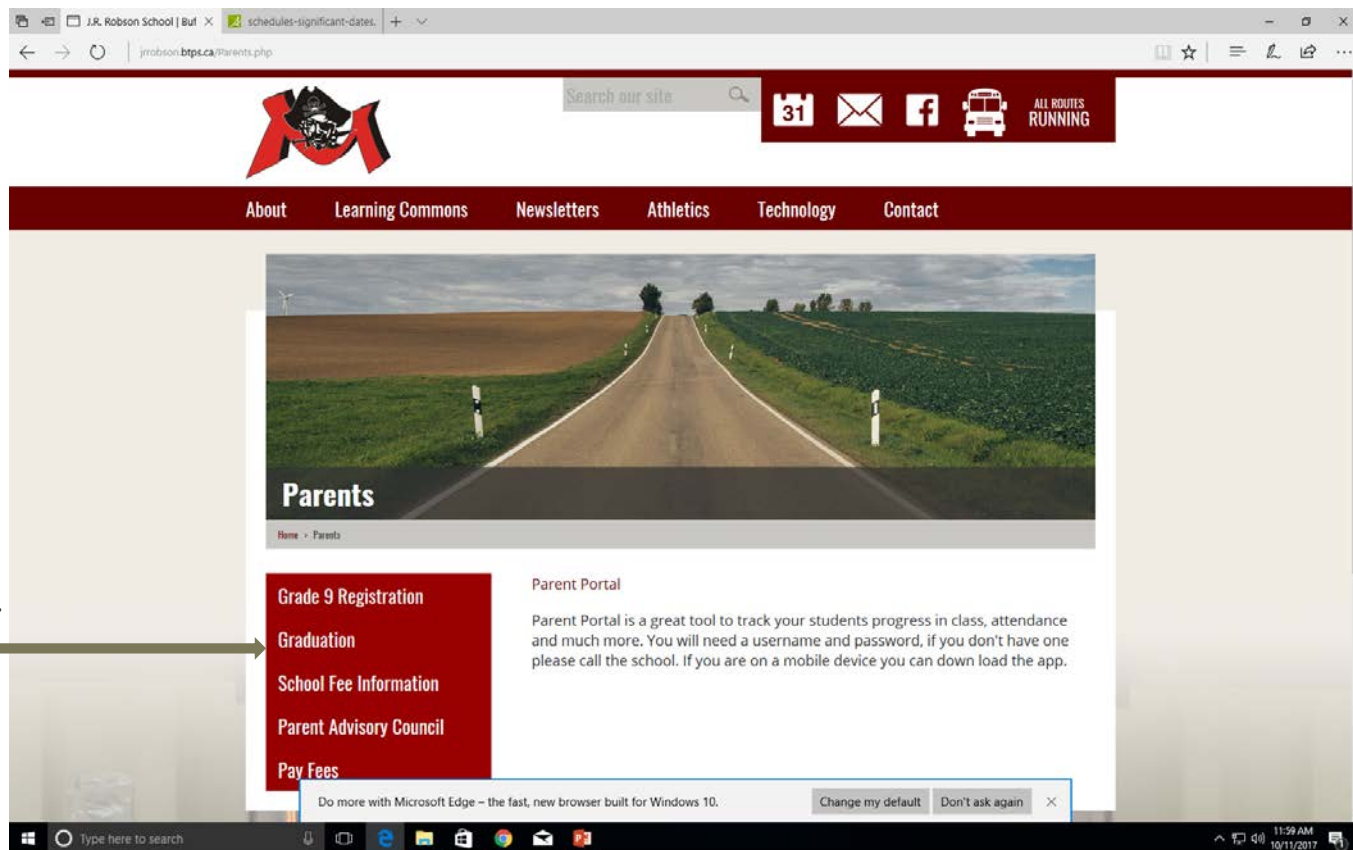 J.R. Robson School | Buf
schedules-significant-dates.
jrrobson.btps.ca/Parents.php
Search our site
31
ALL ROUTES
RUNNING
About Learning Commons Newsletters Athletics Technology Contact
Parents
Home > Parents
Grade 9 Registration
Graduation
School Fee Information
Parent Advisory Council
Pay Fees
Parent Portal
Parent Portal is a great tool to track your students progress in class, attendance
and much more. You will need a username and password, if you don't have one
please call the school. If you are on a mobile device you can down load the app.
Do more with Microsoft Edge – the fast, new browser built for Windows 10. Change my default Don't ask again
Type here to search
11:59 AM
10/11/2017